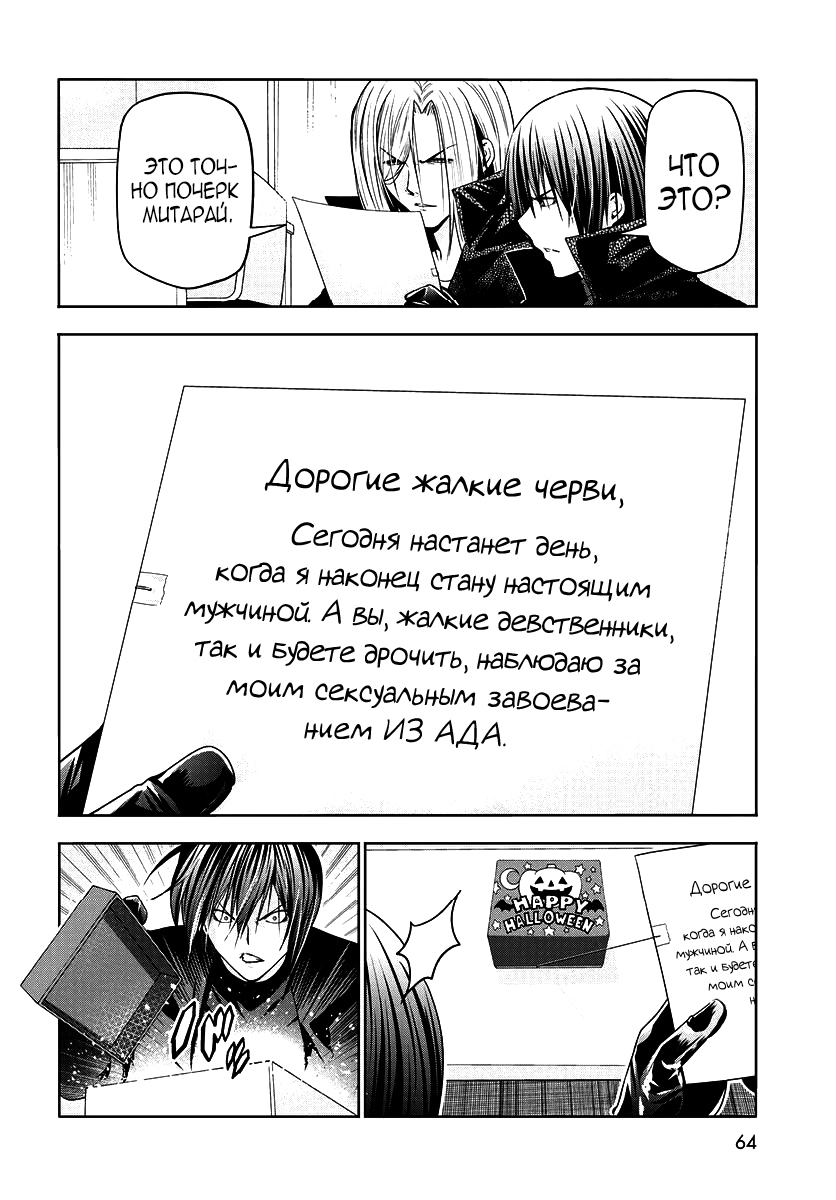 ЧТО
ЭТО?
ЭТО ТОЧ-
НО ПОЧЕРК
МИТАРАЙ.
Дорогие жалкие черви,
Сегодня настанет день,
когда я наконец стану настоящим
мужчиной. А вы, жалкие девственники,
так и будете дрочить, наблюдаю за
моим сексуальным завоева-
нием ИЗ АДА.
HAPPY
HALLOWEEN
Дорогие
Сегодн
когда я нако
мужчиной. А в
так и будете
моим с
64